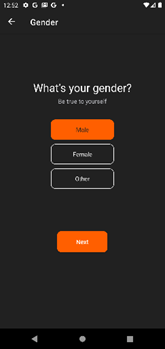 12:52
Gender
What's your gender?
Be true to yourself
Male
Female
Other
Next